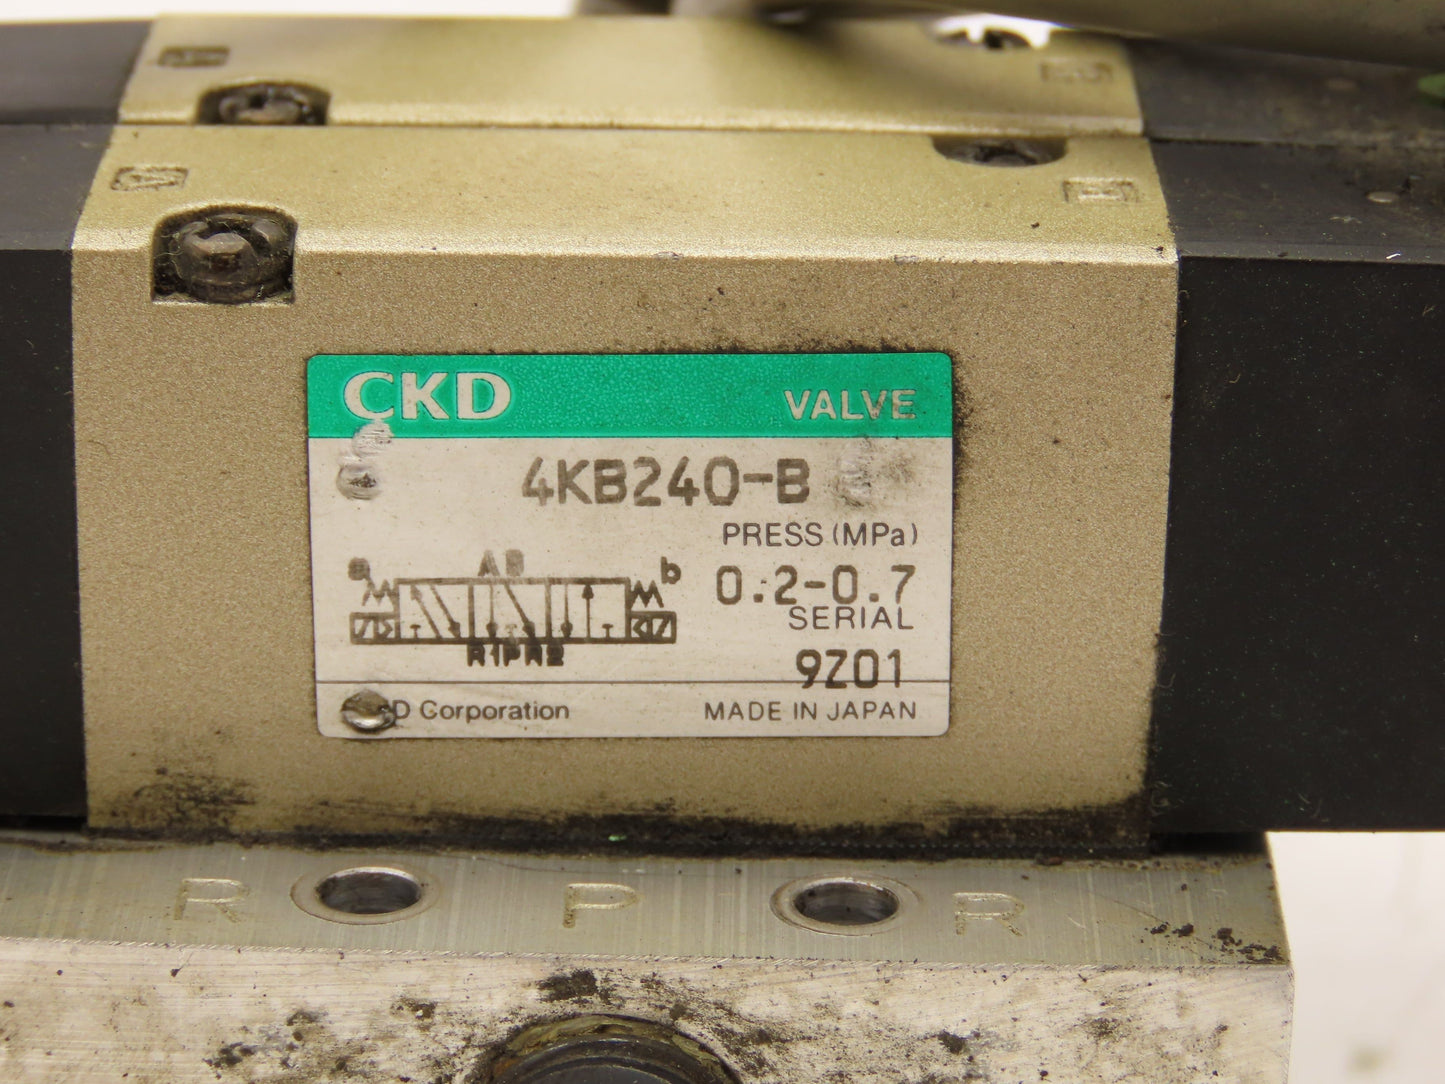 CKD VALVE
4KB240-B
PRESS (MPa)
a AB b
0.2-0.7
SERIAL
R1PR2
9Z01
D Corporation MADE IN JAPAN
R P R